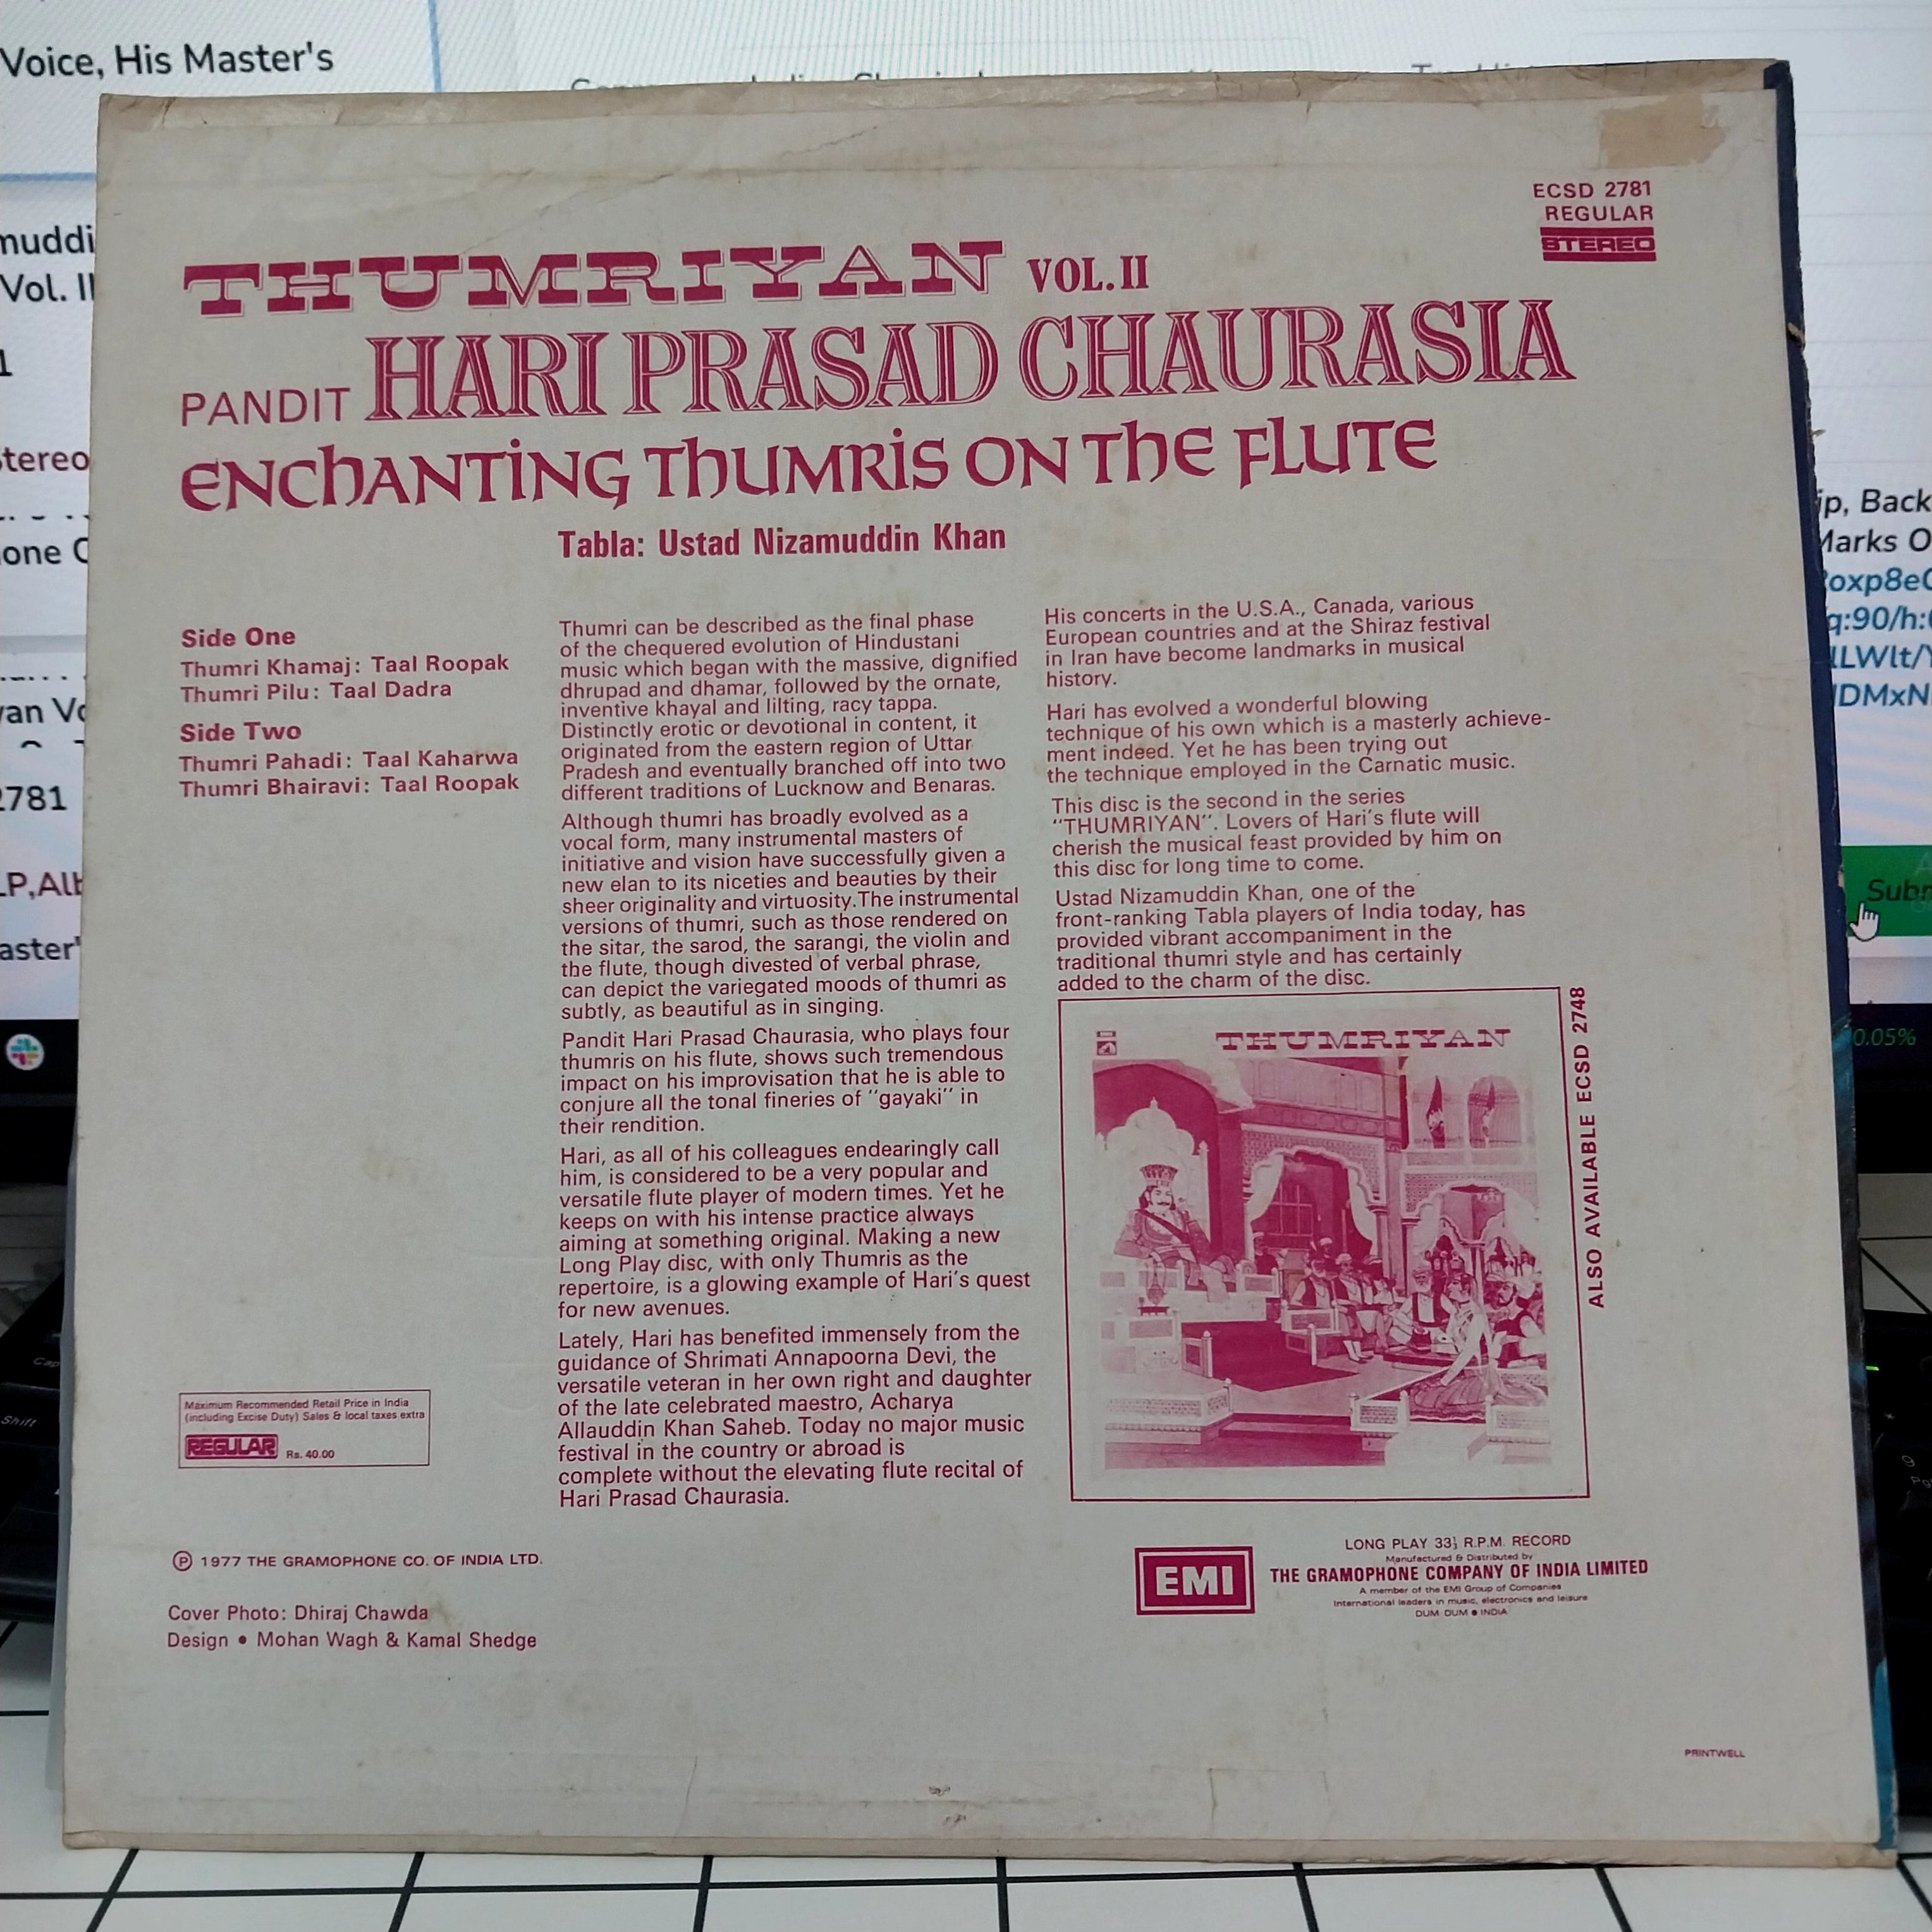 Voice, His Master's
muddi
Vol. II
1
stereo
one C
2781
aster'
ip, Back
Marks O
Subm
0.05%
Shift
ECSD 2781
REGULAR
STEREO
THUMRIYAN VOL. II
PANDIT HARI PRASAD CHAURASIA
ENCHANTING THUMRIS ON THE FLUTE
Tabla: Ustad Nizamuddin Khan
Side One
Thumri Khamaj: Taal Roopak
Thumri Pilu: Taal Dadra
Side Two
Thumri Pahadi: Taal Kaharwa
Thumri Bhairavi: Taal Roopak
Thumri can be described as the final phase
of the chequered evolution of Hindustani
music which began with the massive, dignified
dhrupad and dhamar, followed by the ornate,
inventive khayal and lilting, racy tappa.
Distinctly erotic or devotional in content, it
originated from the eastern region of Uttar
Pradesh and eventually branched off into two
different traditions of Lucknow and Benaras.
Although thumri has broadly evolved as a
vocal form, many instrumental masters of
initiative and vision have successfully given a
new elan to its niceties and beauties by their
sheer originality and virtuosity.The instrumental
versions of thumri, such as those rendered on
the sitar, the sarod, the sarangi, the violin and
the flute, though divested of verbal phrase,
can depict the variegated moods of thumri as
subtly, as beautiful as in singing.
Pandit Hari Prasad Chaurasia, who plays four
thumris on his flute, shows such tremendous
impact on his improvisation that he is able to
conjure all the tonal fineries of "gayaki" in
their rendition.
Hari, as all of his colleagues endearingly call
him, is considered to be a very popular and
versatile flute player of modern times. Yet he
keeps on with his intense practice always
aiming at something original. Making a new
Long Play disc, with only Thumris as the
repertoire, is a glowing example of Hari's quest
for new avenues.
Lately, Hari has benefited immensely from the
guidance of Shrimati Annapoorna Devi, the
versatile veteran in her own right and daughter
of the late celebrated maestro, Acharya
Allauddin Khan Saheb. Today no major music
festival in the country or abroad is
complete without the elevating flute recital of
Hari Prasad Chaurasia.
His concerts in the U.S.A., Canada, various
European countries and at the Shiraz festival
in Iran have become landmarks in musical
history.
Hari has evolved a wonderful blowing
technique of his own which is a masterly achieve-
ment indeed. Yet he has been trying out
the technique employed in the Carnatic music.
This disc is the second in the series
"THUMRIYAN". Lovers of Hari's flute will
cherish the musical feast provided by him on
this disc for long time to come.
Ustad Nizamuddin Khan, one of the
front-ranking Tabla players of India today, has
provided vibrant accompaniment in the
traditional thumri style and has certainly
added to the charm of the disc.
THUMRIYAN
ALSO AVAILABLE ECSD 2748
Maximum Recommended Retail Price in India
(including Excise Duty) Sales & local taxes extra
REGULAR Rs. 40.00
Ⓟ 1977 THE GRAMOPHONE CO. OF INDIA LTD.
Cover Photo: Dhiraj Chawda
Design • Mohan Wagh & Kamal Shedge
EMI
LONG PLAY 33⅓ R.P.M. RECORD
Manufactured & Distributed by
THE GRAMOPHONE COMPANY OF INDIA LIMITED
A member of the EMI Group of Companies
International leaders in music, electronics and leisure
DUM DUM • INDIA
PRINTWELL